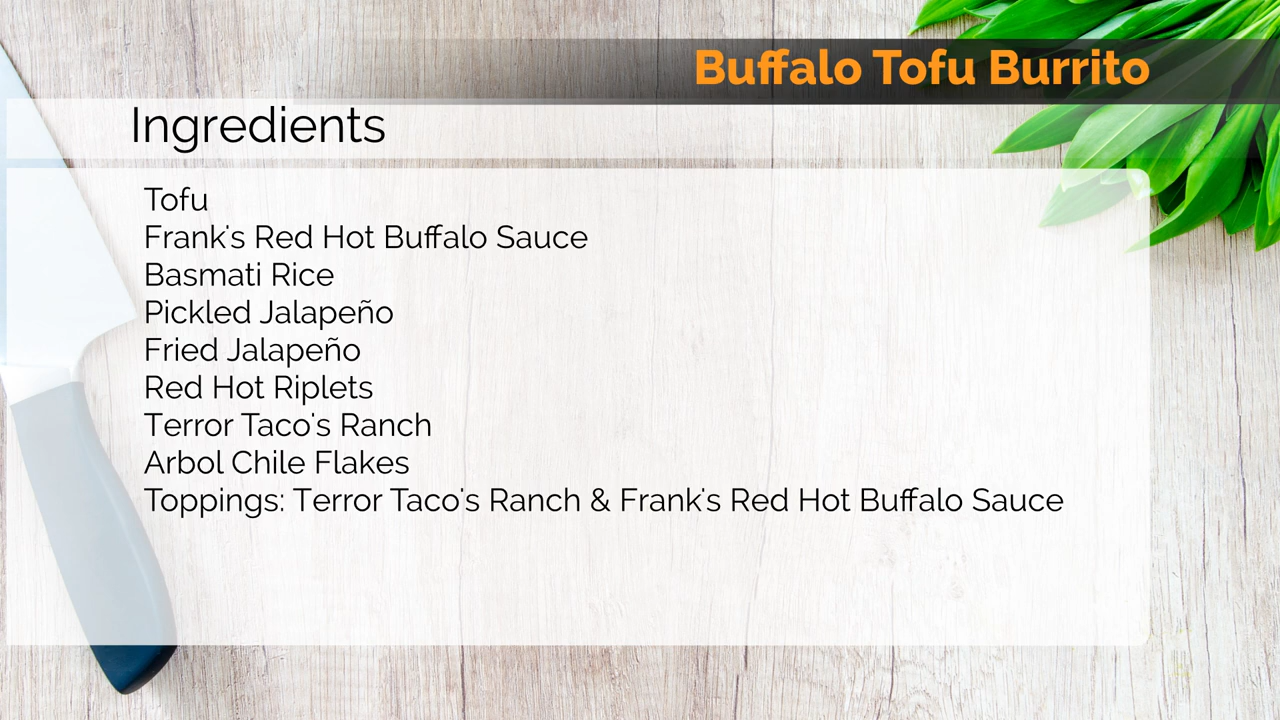 Buffalo Tofu Burrito
Ingredients
Tofu
Frank's Red Hot Buffalo Sauce
Basmati Rice
Pickled Jalapeño
Fried Jalapeño
Red Hot Riplets
Terror Taco's Ranch
Arbol Chile Flakes
Toppings: Terror Taco's Ranch & Frank's Red Hot Buffalo Sauce